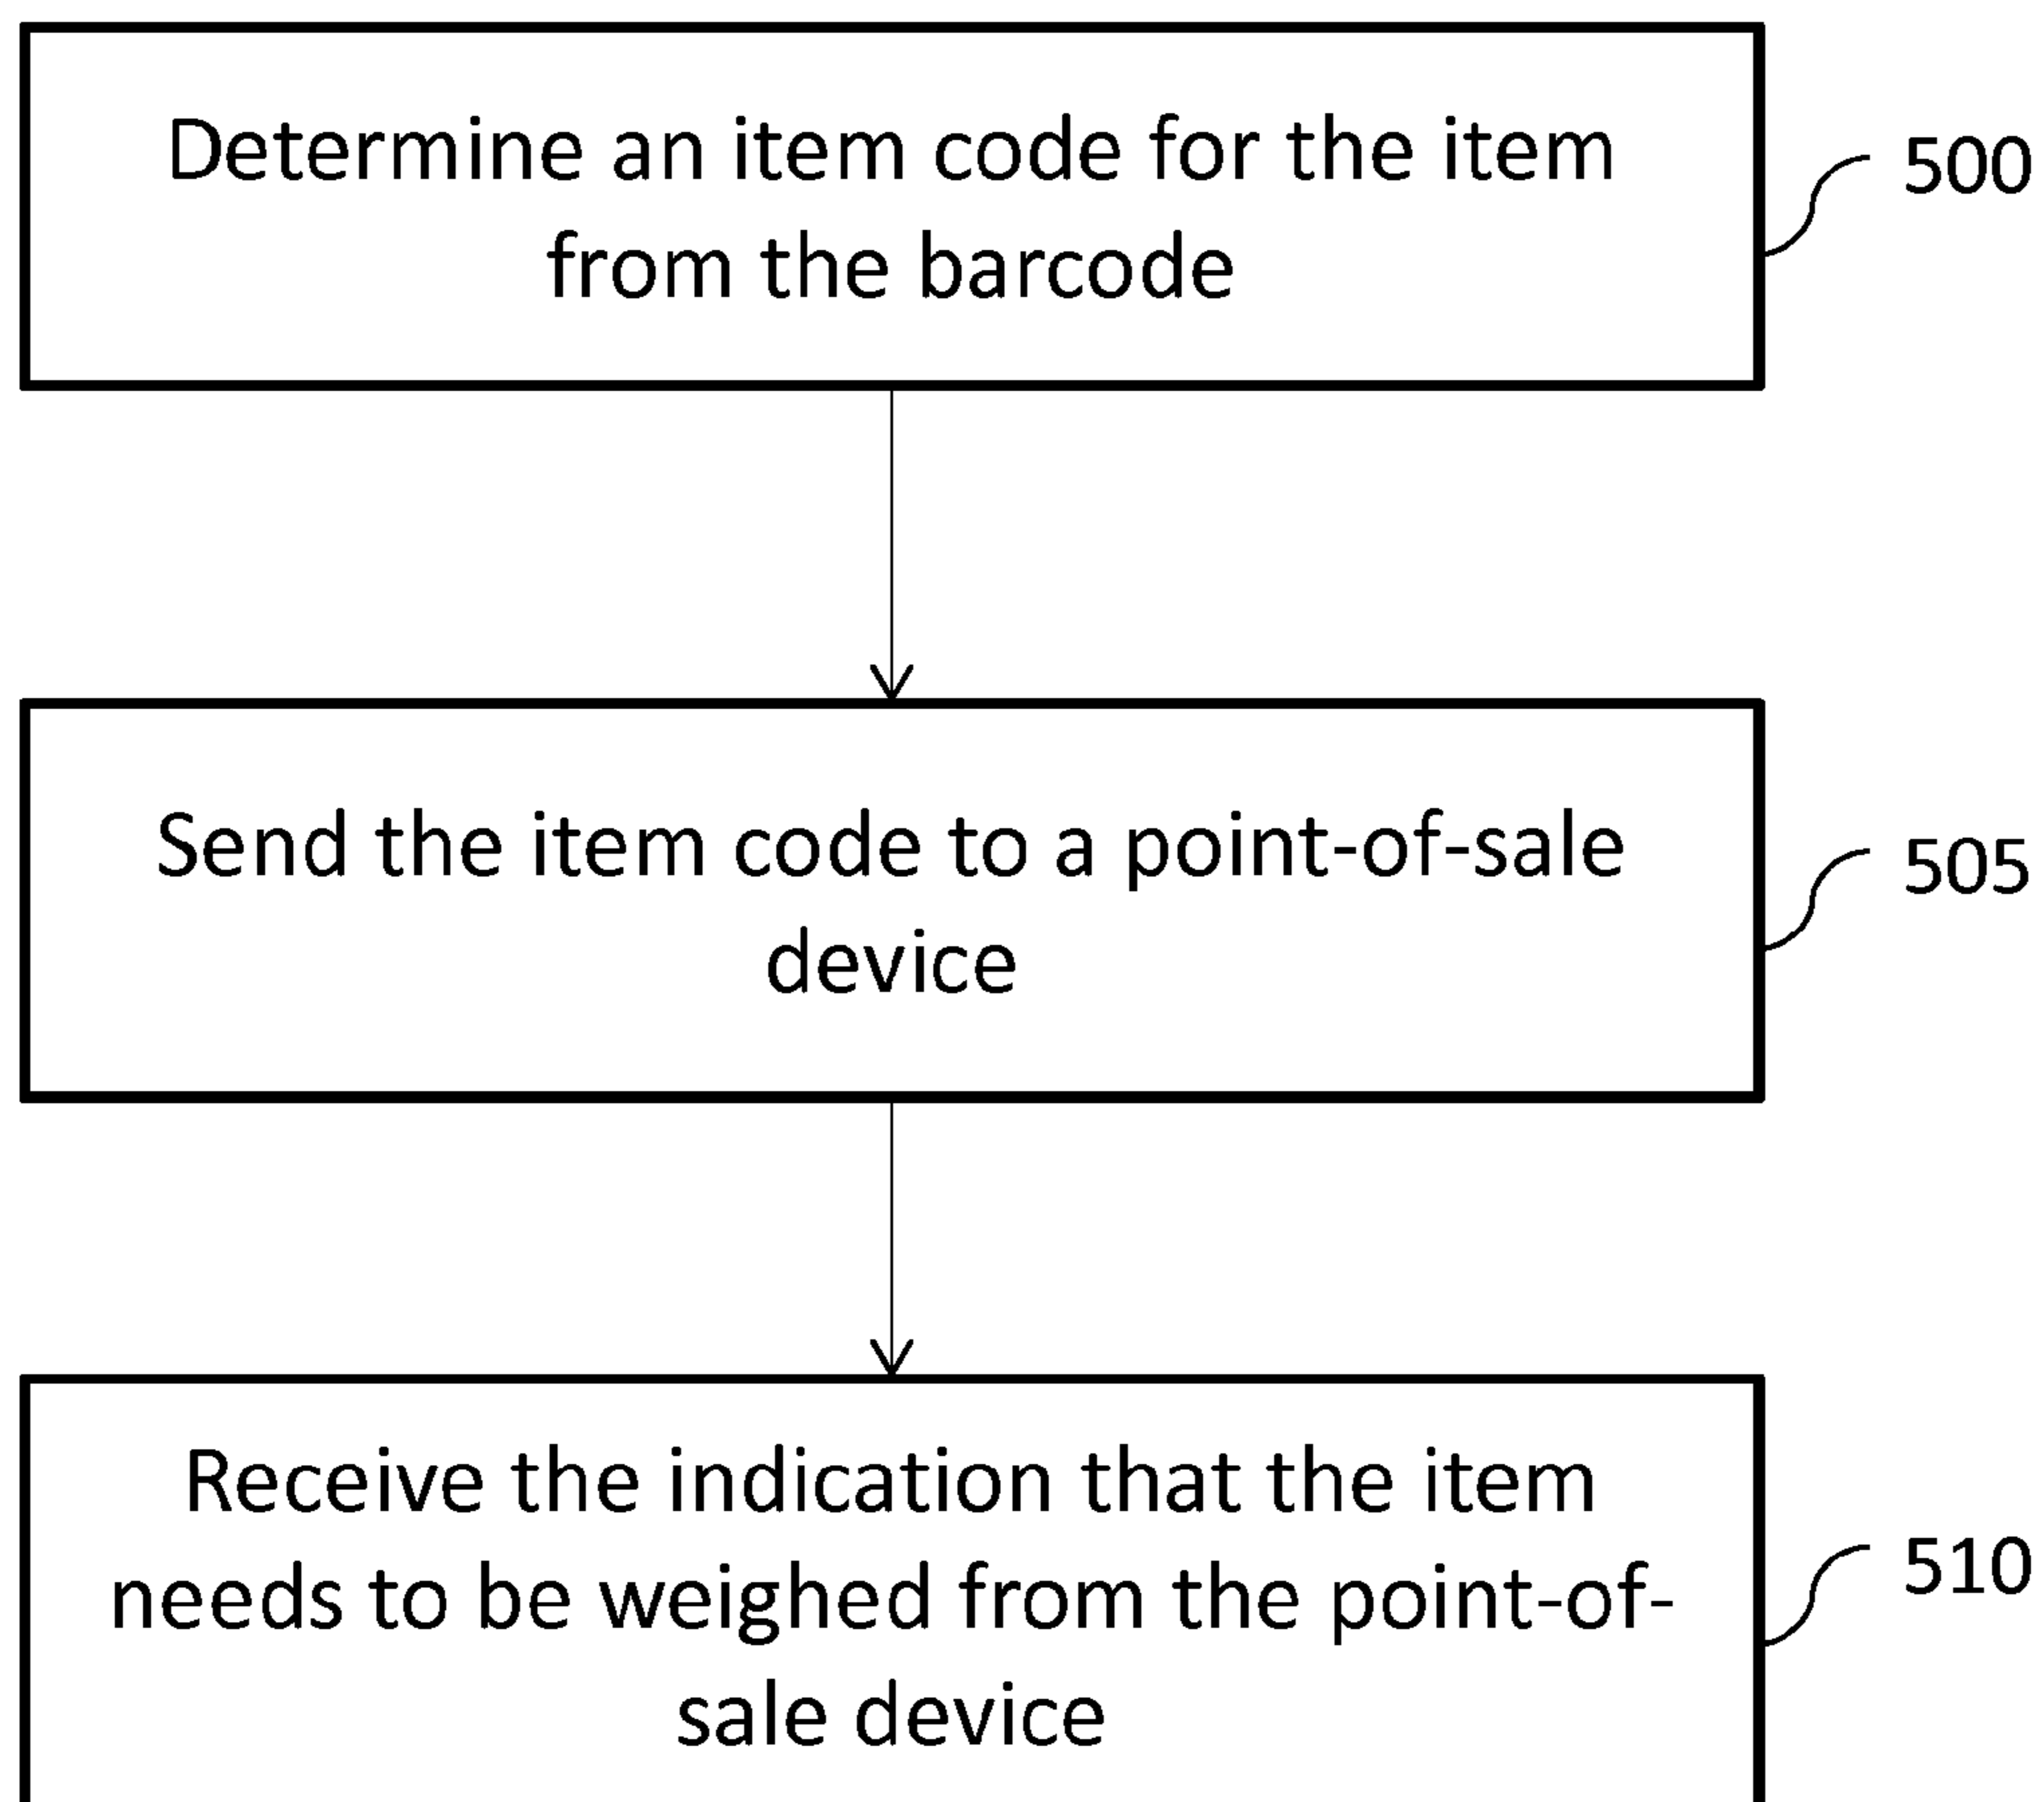 Determine an item code for the item
from the barcode
500
Send the item code to a point-of-sale
device
505
Receive the indication that the item
needs to be weighed from the point-of-
sale device
510